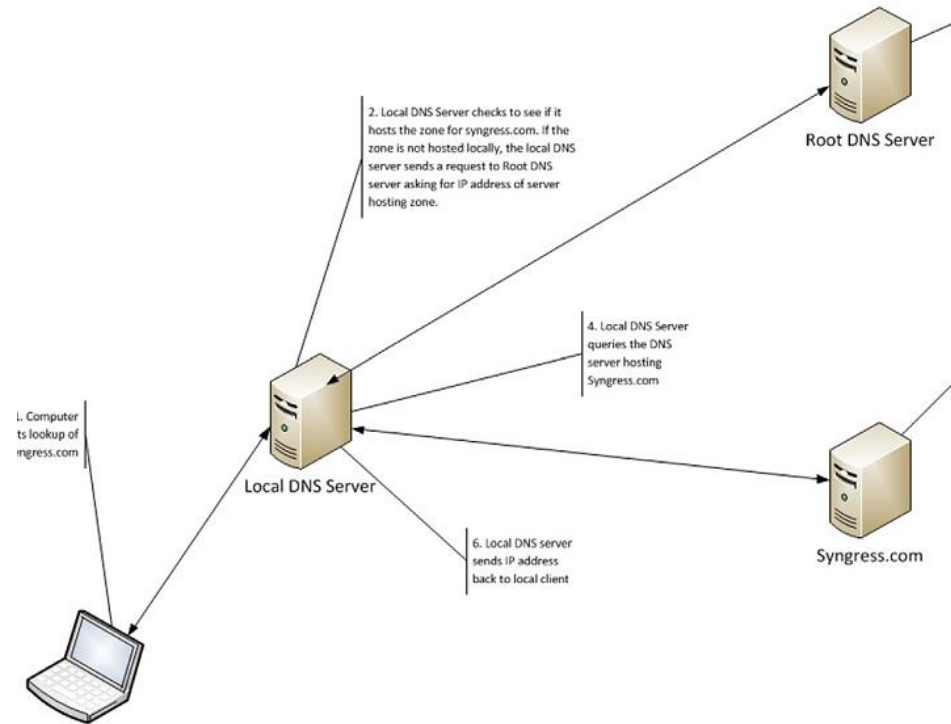 2. Local DNS Server checks to see if it
hosts the zone for syngress.com. If the
zone is not hosted locally, the local DNS
server sends a request to Root DNS
server asking for IP address of server
hosting zone.
Root DNS Server
4. Local DNS Server
queries the DNS
server hosting
Syngress.com
1. Computer
lookup of
Local DNS Server
6. Local DNS server
sends IP address
back to local client
Syngress.com